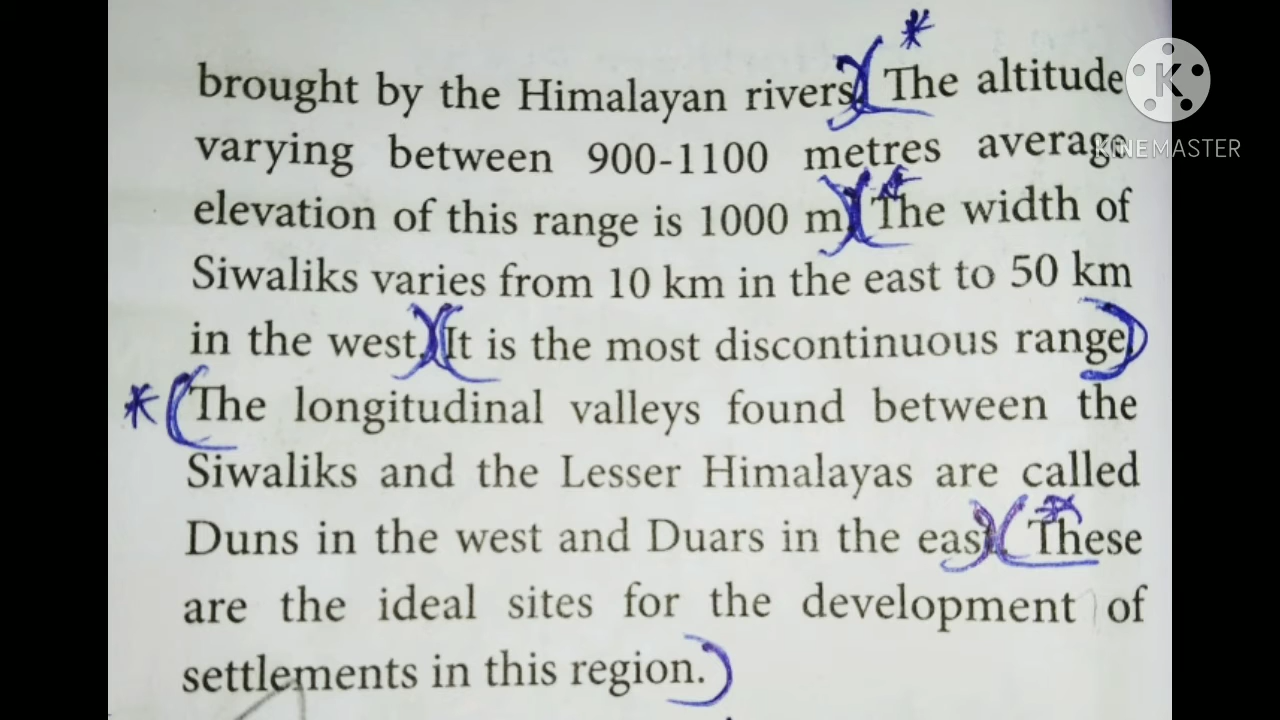 brought by the Himalayan rivers. The altitude
varying between 900-1100 metres average
elevation of this range is 1000 m. The width of
Siwaliks varies from 10 km in the east to 50 km
in the west. It is the most discontinuous range.
The longitudinal valleys found between the
Siwaliks and the Lesser Himalayas are called
Duns in the west and Duars in the east. These
are the ideal sites for the development of
settlements in this region.
K
KINEMASTER